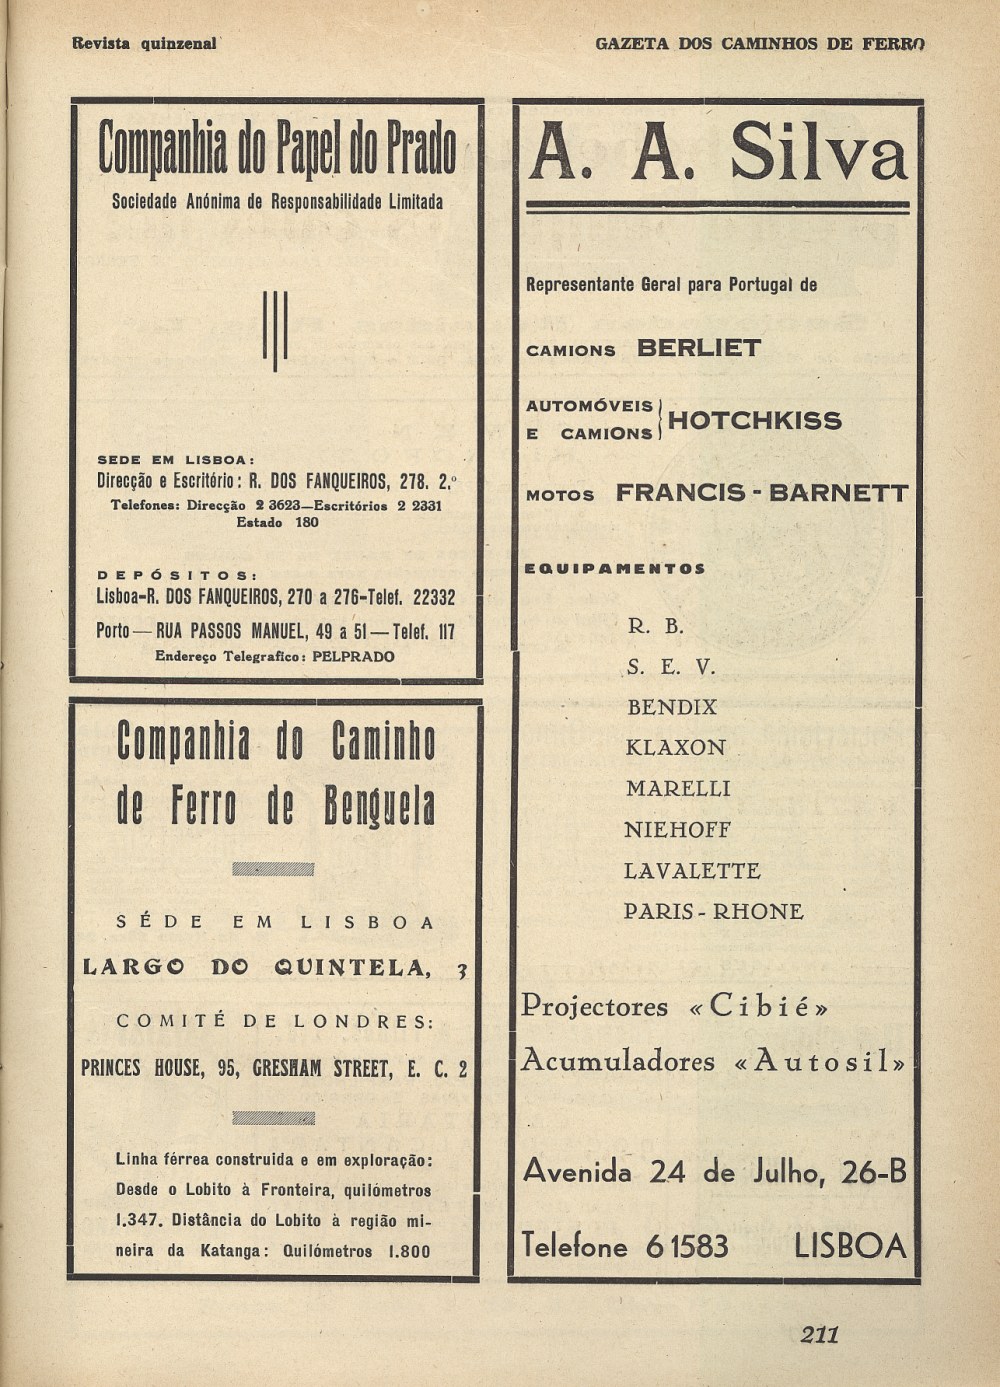 Revista quinzenal
GAZETA DOS CAMINHOS DE FERRO
Companhia do Papel do Prado
Sociedade Anónima de Responsabilidade Limitada
SEDE EM LISBOA:
Direcção e Escritório: R. DOS FANQUEIROS, 278. 2.º
Telefones: Direcção 2 3623—Escritórios 2 2331
Estado 180
DEPÓSITOS:
Lisboa-R. DOS FANQUEIROS, 270 a 276-Telef. 22332
Porto — RUA PASSOS MANUEL, 49 a 51 — Telef. 117
Endereço Telegrafico: PELPRADO
Companhia do Caminho
de Ferro de Benguela
SÉDE EM LISBOA
LARGO DO QUINTELA, 3
COMITÉ DE LONDRES:
PRINCES HOUSE, 95, GRESHAM STREET, E. C. 2
Linha férrea construida e em exploração:
Desde o Lobito à Fronteira, quilómetros
1.347. Distância do Lobito à região mi-
neira da Katanga: Quilómetros 1.800
A. A. Silva
Representante Geral para Portugal de
CAMIONS BERLIET
AUTOMÓVEIS
E CAMIONS } HOTCHKISS
MOTOS FRANCIS - BARNETT
EQUIPAMENTOS
R. B.
S. E. V.
BENDIX
KLAXON
MARELLI
NIEHOFF
LAVALETTE
PARIS - RHONE
Projectores «Cibié»
Acumuladores «Autosil»
Avenida 24 de Julho, 26-B
Telefone 6 1583 LISBOA
211